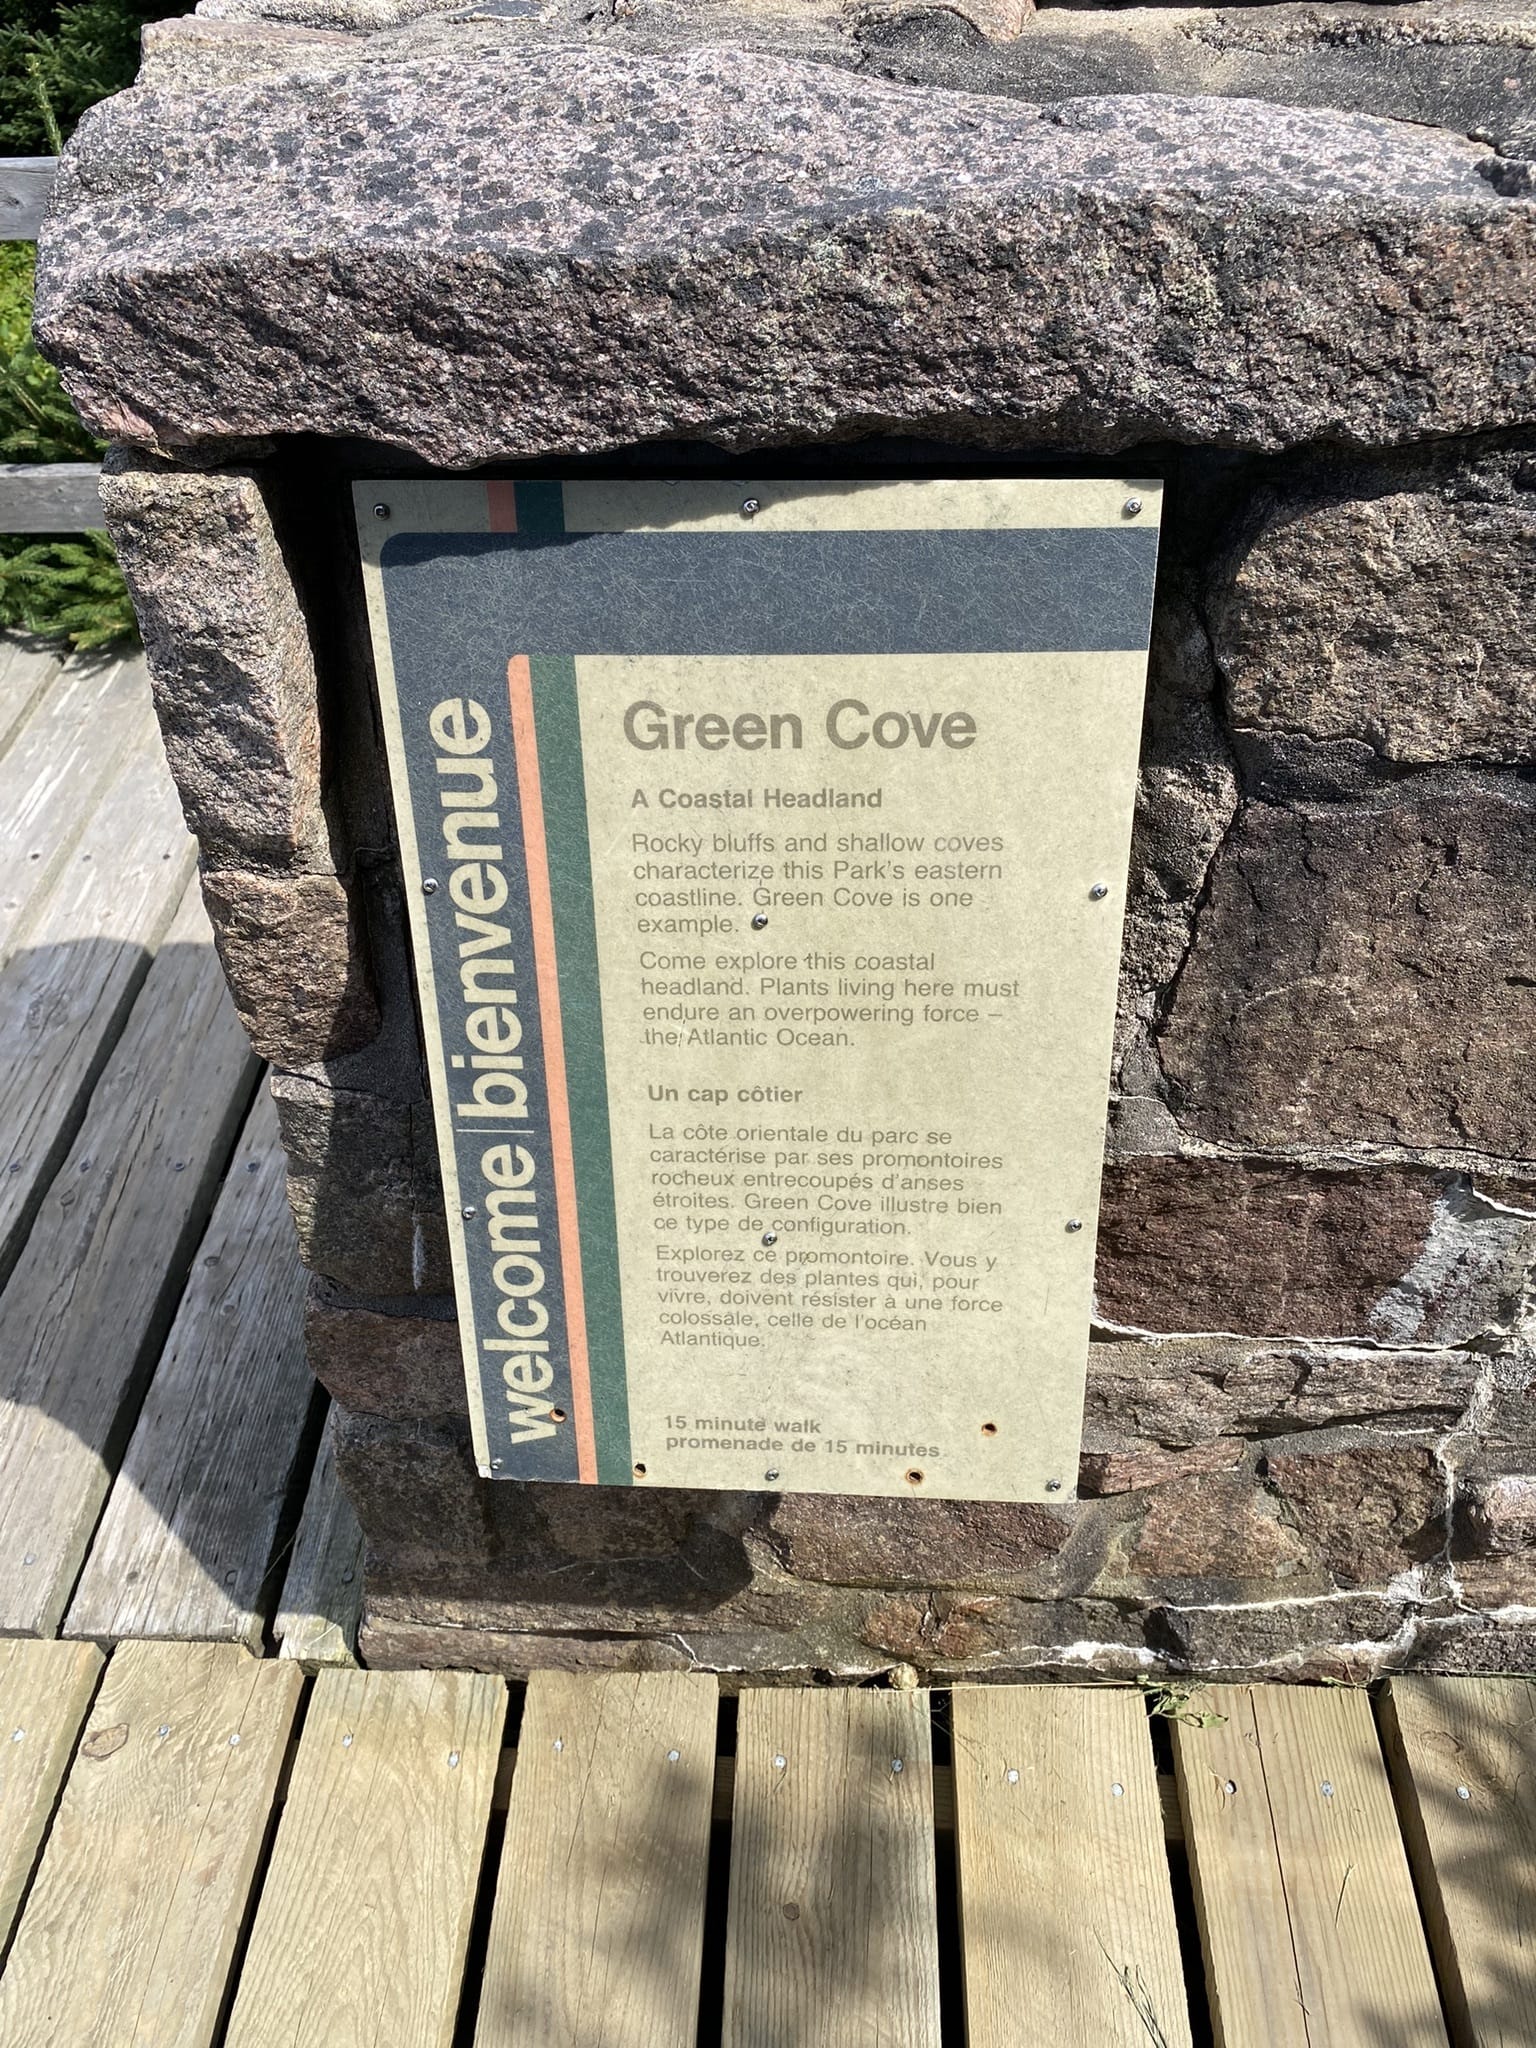 welcome | bienvenue
Green Cove
A Coastal Headland
Rocky bluffs and shallow coves
characterize this Park's eastern
coastline. Green Cove is one
example.
Come explore this coastal
headland. Plants living here must
endure an overpowering force –
the Atlantic Ocean.
Un cap côtier
La côte orientale du parc se
caractérise par ses promontoires
rocheux entrecoupés d'anses
étroites. Green Cove illustre bien
ce type de configuration.
Explorez ce promontoire. Vous y
trouverez des plantes qui, pour
vivre, doivent résister à une force
colossale, celle de l'océan
Atlantique.
15 minute walk
promenade de 15 minutes